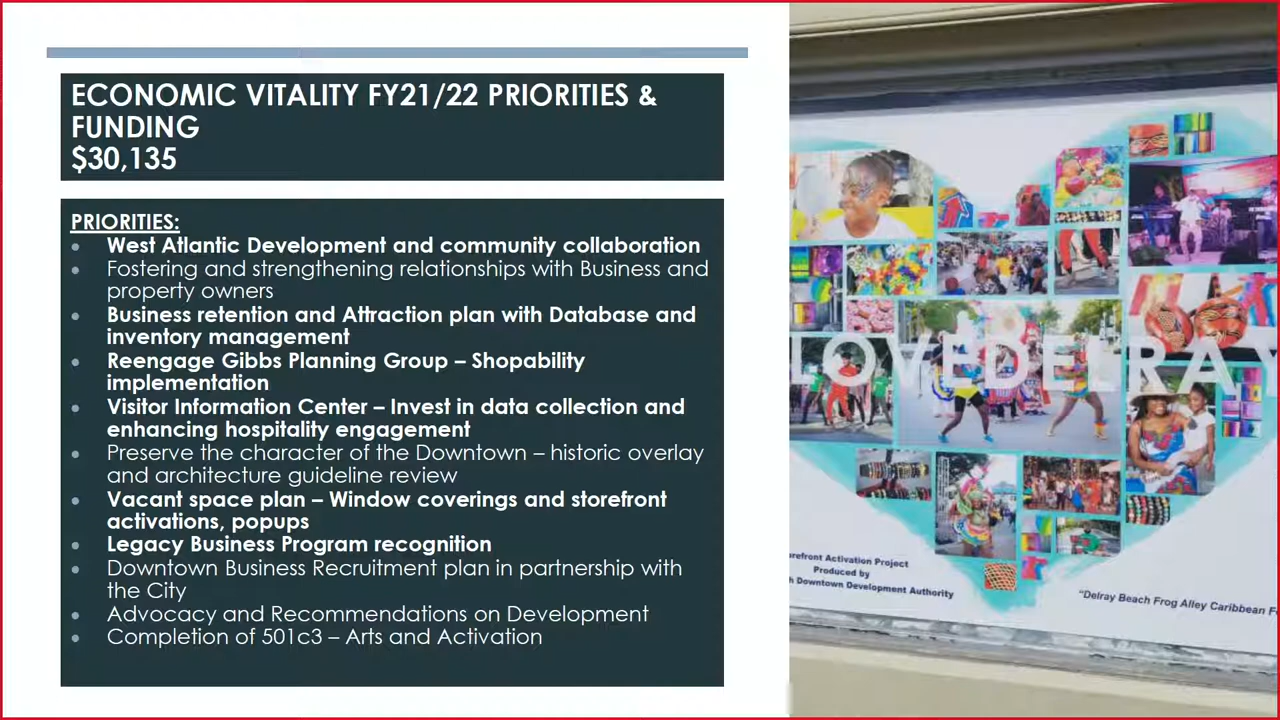 ECONOMIC VITALITY FY21/22 PRIORITIES &
FUNDING
$30,135
PRIORITIES:
• West Atlantic Development and community collaboration
• Fostering and strengthening relationships with Business and
property owners
• Business retention and Attraction plan with Database and
inventory management
• Reengage Gibbs Planning Group – Shopability
implementation
• Visitor Information Center – Invest in data collection and
enhancing hospitality engagement
• Preserve the character of the Downtown – historic overlay
and architecture guideline review
• Vacant space plan – Window coverings and storefront
activations, popups
• Legacy Business Program recognition
• Downtown Business Recruitment plan in partnership with
the City
• Advocacy and Recommendations on Development
• Completion of 501c3 – Arts and Activation
LOVEDELRAY
Activation Project
Produced by
Downtown Development Authority
"Delray Beach Frog Alley Caribbean